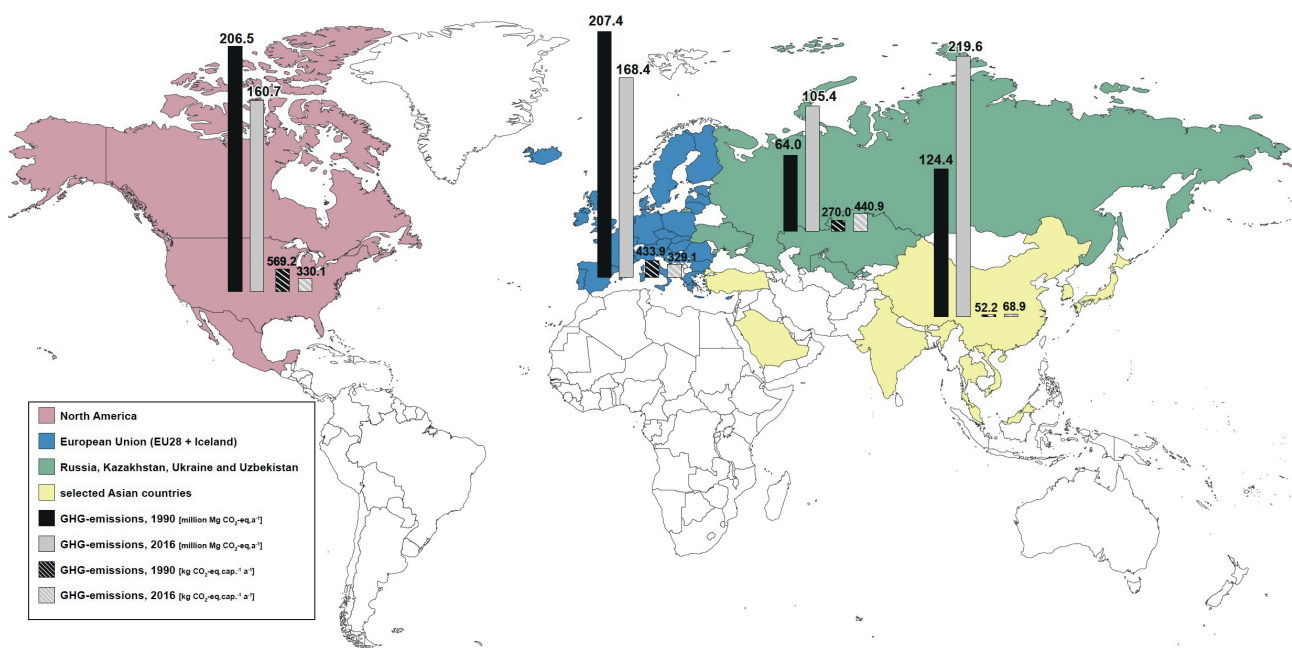 206.5
160.7
569.2
330.1
207.4
168.4
433.9
329.1
64.0
105.4
270.0
440.9
124.4
219.6
52.2
68.9
North America
European Union (EU28 + Iceland)
Russia, Kazakhstan, Ukraine and Uzbekistan
selected Asian countries
GHG-emissions, 1990 [million Mg CO₂-eq.a⁻¹]
GHG-emissions, 2016 [million Mg CO₂-eq.a⁻¹]
GHG-emissions, 1990 [kg CO₂-eq.cap.⁻¹ a⁻¹]
GHG-emissions, 2016 [kg CO₂-eq.cap.⁻¹ a⁻¹]